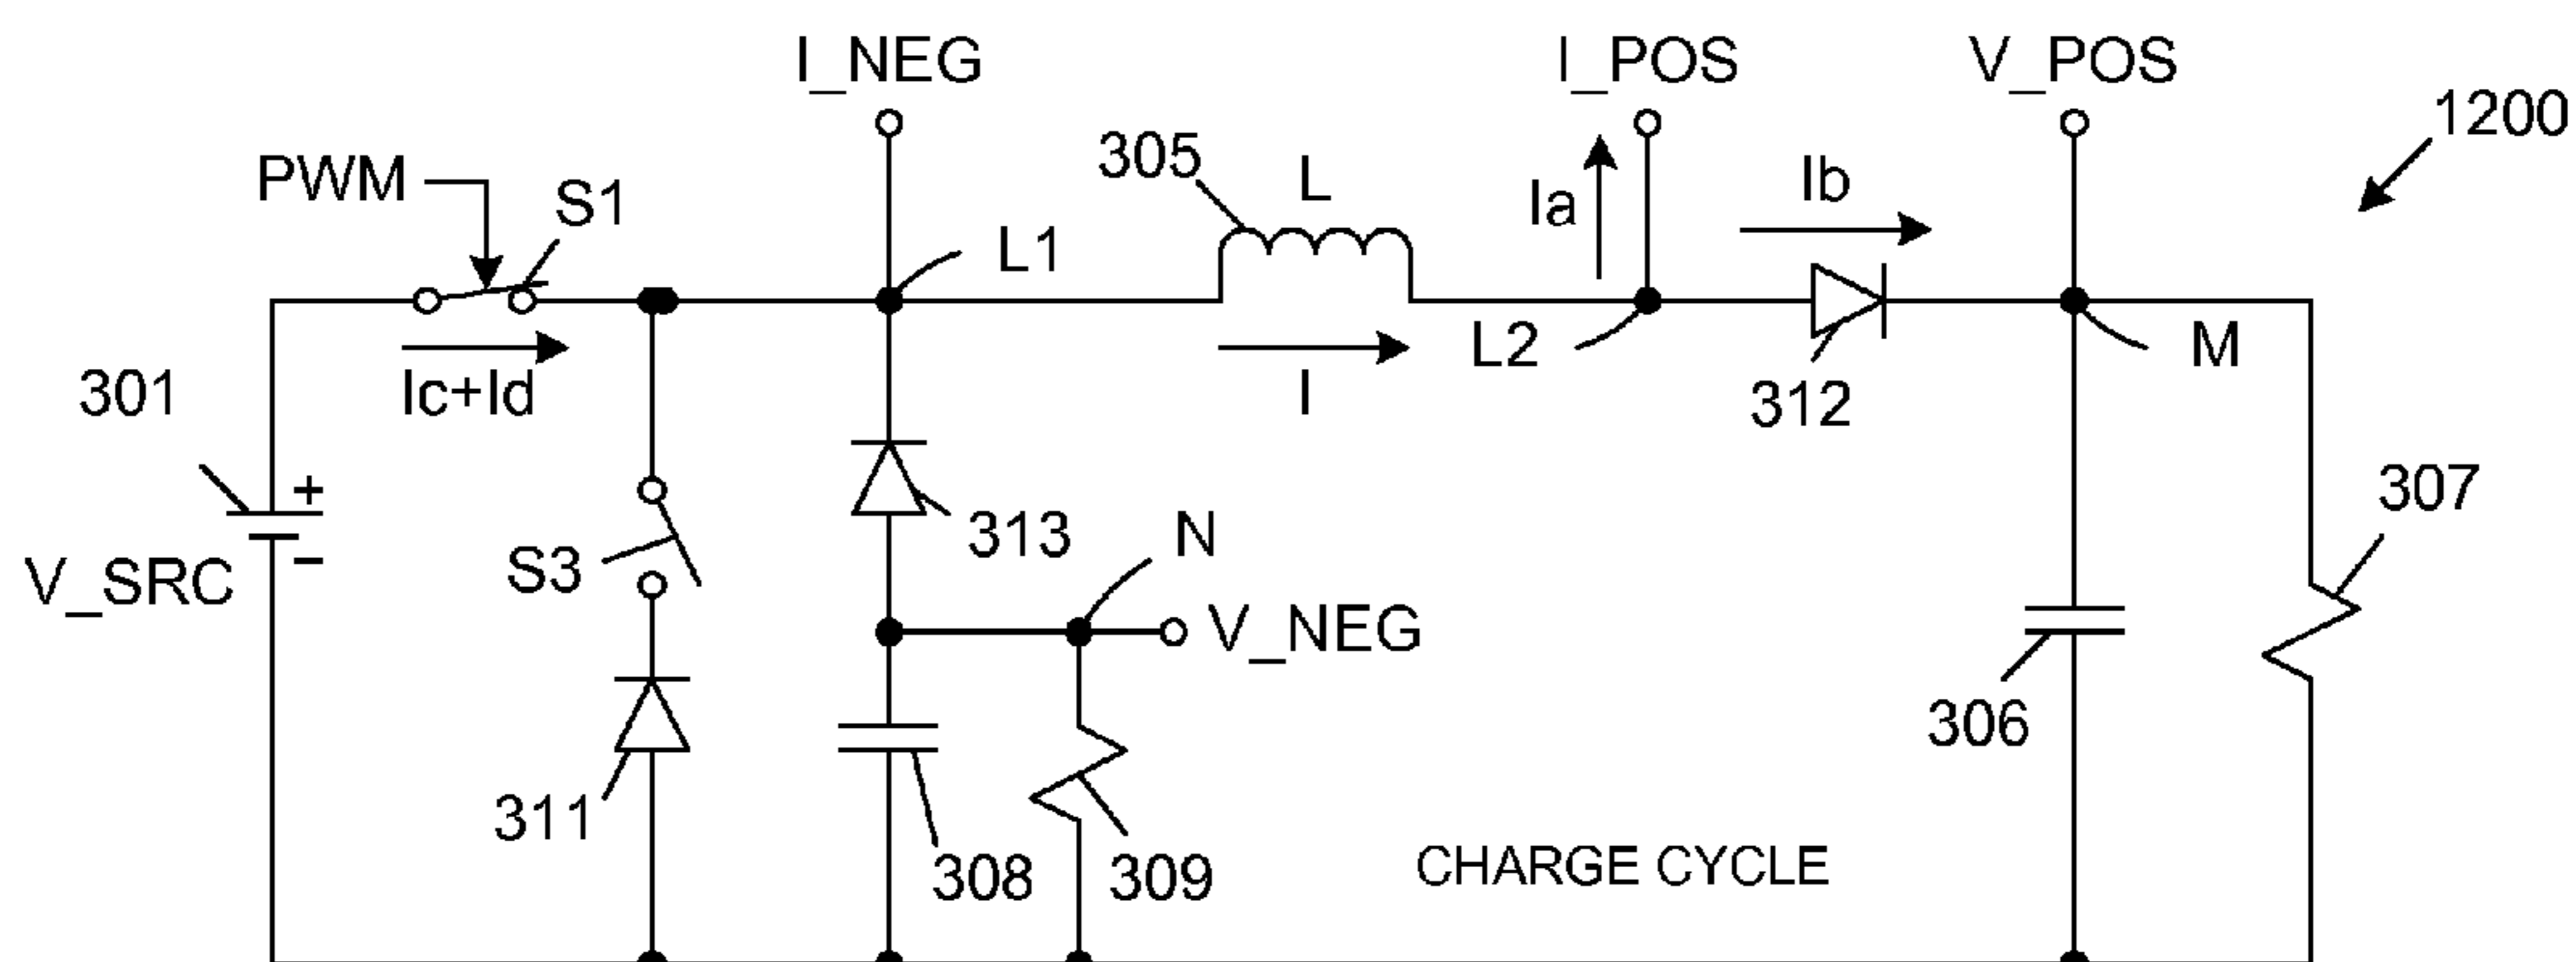 I_NEG
I_POS
V_POS
1200
305
L
Ia
Ib
PWM
S1
L1
L2
M
Ic+Id
I
312
301
+
−
V_SRC
S3
313
N
V_NEG
307
306
311
308
309
CHARGE CYCLE